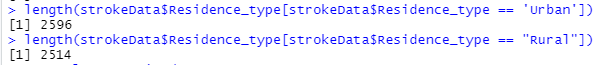 > length(strokeData$Residence_type[strokeData$Residence_type == 'Urban'])
[1] 2596
> length(strokeData$Residence_type[strokeData$Residence_type == "Rural"])
[1] 2514